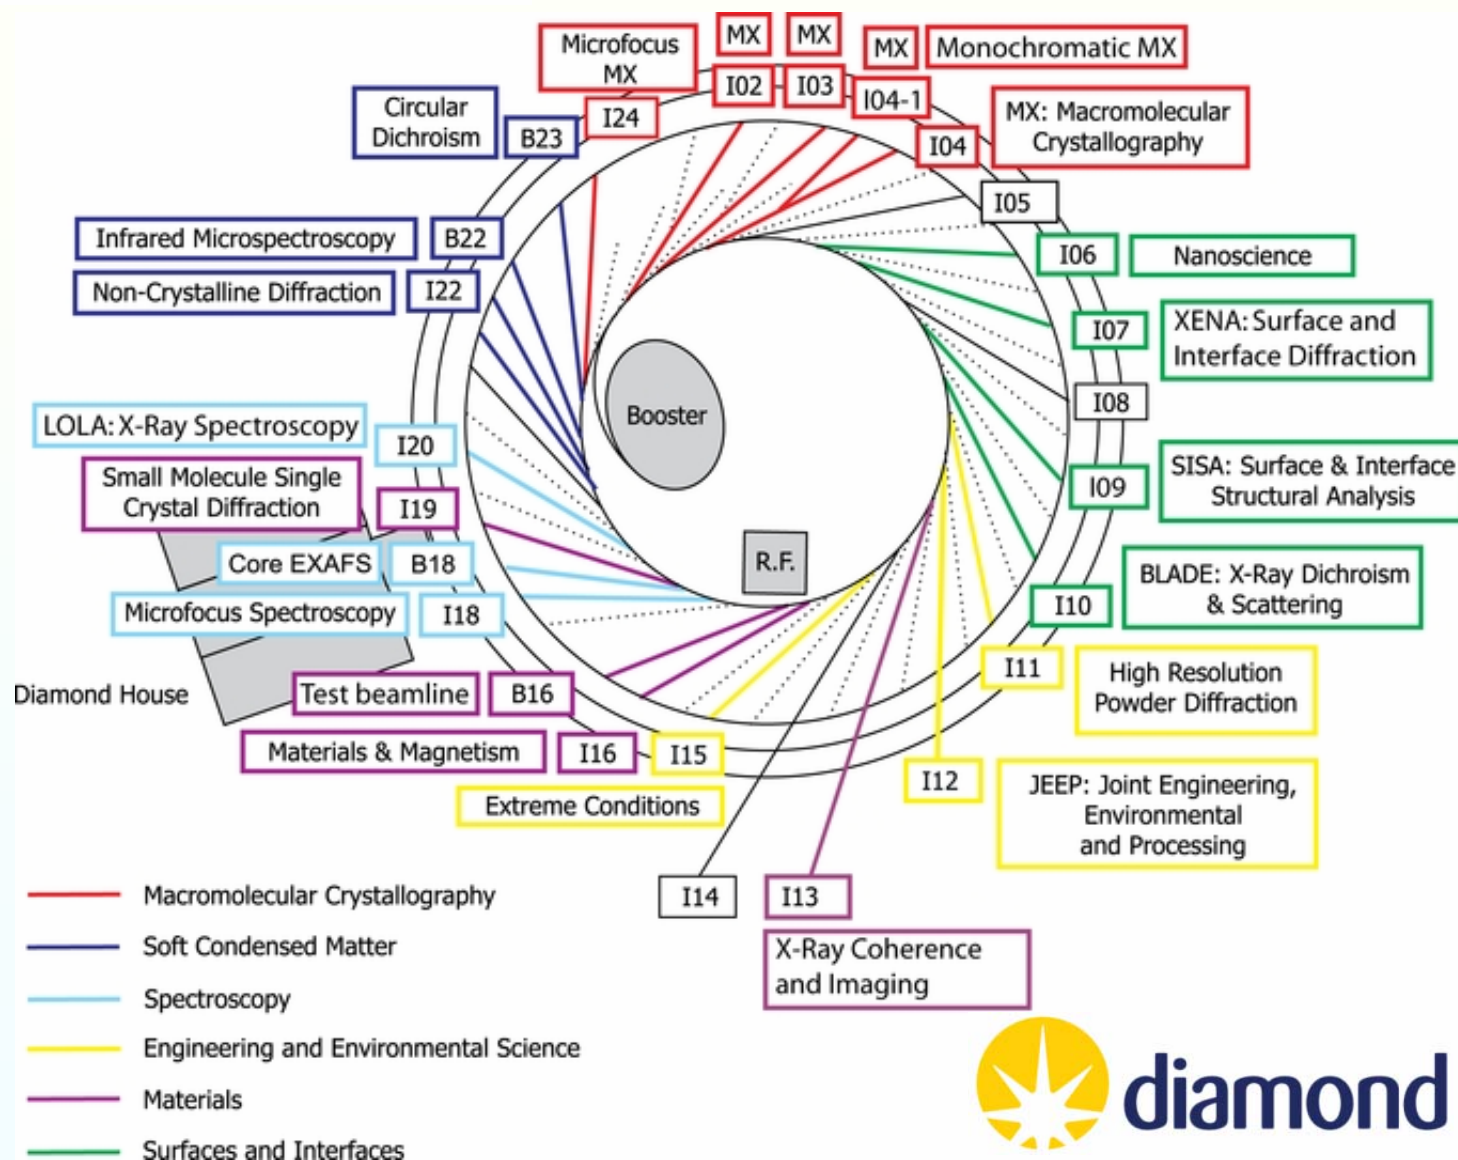 MX
MX
MX
Monochromatic MX
Microfocus
MX
I02
I03
I04-1
I24
Circular
Dichroism
B23
I04
MX: Macromolecular
Crystallography
I05
Infrared Microspectroscopy
B22
I06
Nanoscience
Non-Crystalline Diffraction
I22
I07
XENA: Surface and
Interface Diffraction
I08
Booster
LOLA: X-Ray Spectroscopy
I20
I09
SISA: Surface & Interface
Structural Analysis
Small Molecule Single
Crystal Diffraction
I19
R.F.
Core EXAFS
B18
BLADE: X-Ray Dichroism
& Scattering
I10
Microfocus Spectroscopy
I18
I11
High Resolution
Powder Diffraction
Diamond House
Test beamline
B16
Materials & Magnetism
I16
I15
I12
JEEP: Joint Engineering,
Environmental
and Processing
Extreme Conditions
I14
I13
X-Ray Coherence
and Imaging
Macromolecular Crystallography
Soft Condensed Matter
Spectroscopy
Engineering and Environmental Science
Materials
Surfaces and Interfaces
diamond